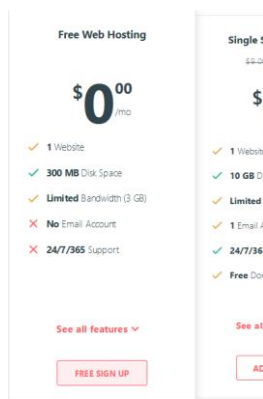 Free Web Hosting
$0.00
/mo
1 Website
300 MB Disk Space
Limited Bandwidth (3 GB)
No Email Account
24/7/365 Support
See all features
FREE SIGN UP
Single
$
1 Website
10 GB
Limited
1 Email
24/7/36
Free
See al